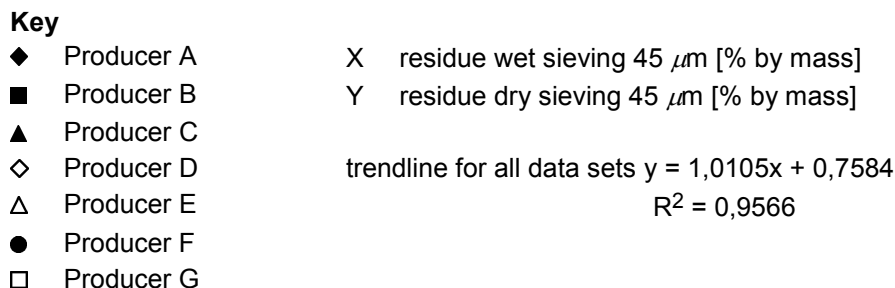 Key
◆ Producer A
■ Producer B
▲ Producer C
◇ Producer D
△ Producer E
● Producer F
□ Producer G
X residue wet sieving 45 μm [% by mass]
Y residue dry sieving 45 μm [% by mass]
trendline for all data sets y = 1,0105x + 0,7584
R² = 0,9566